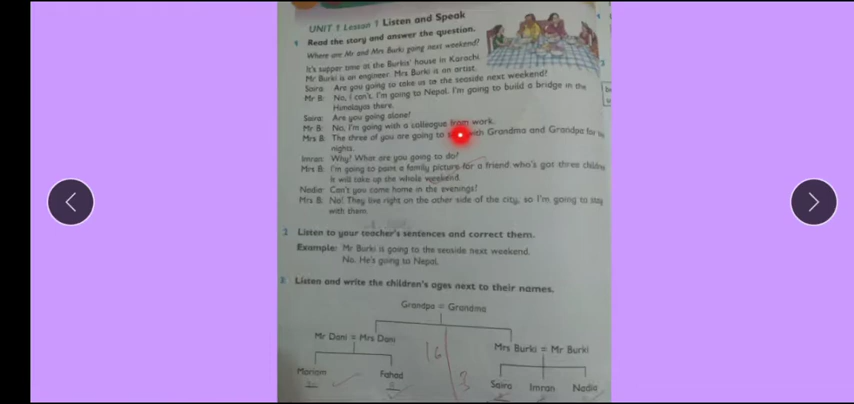 UNIT 1 Lesson 1 Listen and Speak
1 Read the story and answer the question.
Where are Mr and Mrs Burki going next weekend?
It's supper time at the Burkis' house in Karachi.
Mr Burki is an engineer. Mrs Burki is an artist.
Saira: Are you going to take us to the seaside next weekend?
Mr B: No, I can't. I'm going to Nepal. I'm going to build a bridge in the
Himalaya there.
Saira: Are you going alone?
Mr B: No, I'm going with a colleague from work.
Mrs B: The three of you are going to with Grandma and Grandpa for
nights.
Imran: Why? What are you going to do?
Mrs B: I'm going to paint a family picture for a friend who's got three children
It will take up the whole weekend.
Nadia: Can't you come home in the evenings?
Mrs B: No! They live right on the other side of the city, so I'm going to stay
with them.
2 Listen to your teacher's sentences and correct them.
Example: Mr Burki is going to the seaside next weekend.
No. He's going to Nepal.
3 Listen and write the children's ages next to their names.
Grandpa = Grandma
Mr Dani = Mrs Dani
Mrs Burki = Mr Burki
16
3
Mariam Fahad
Saira Imran Nadia